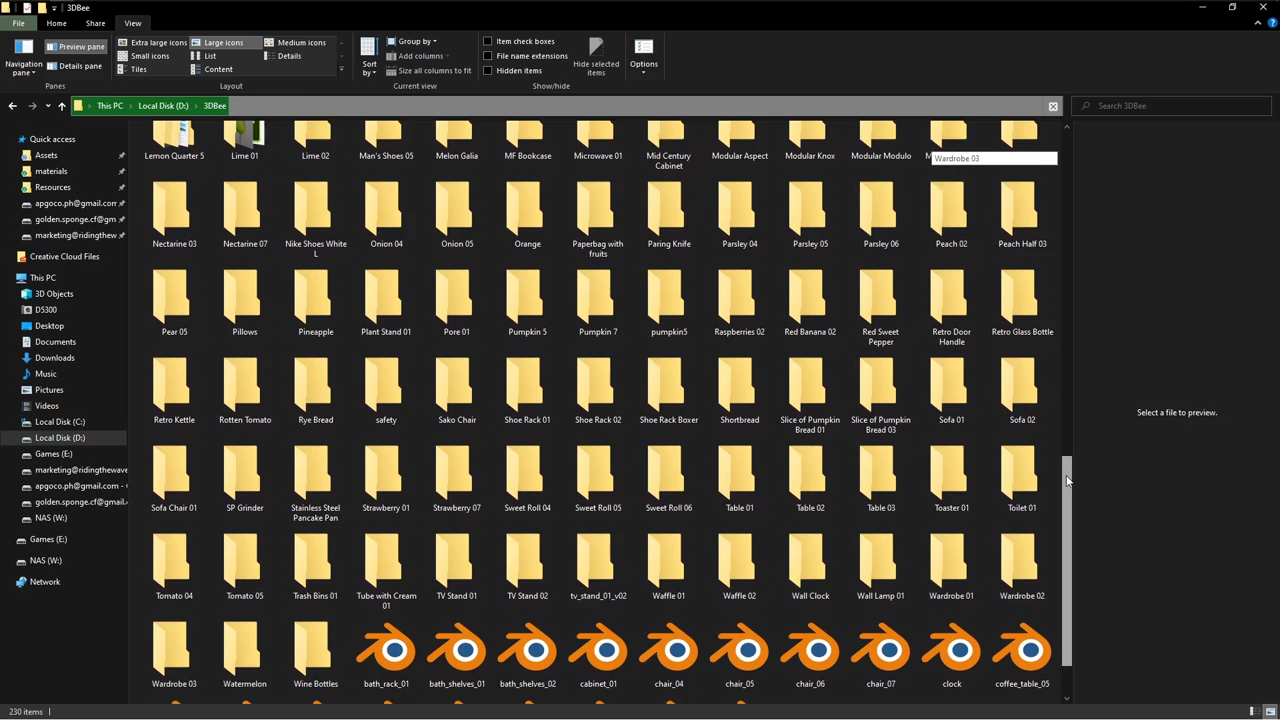 3DBee
File
Home
Share
View
Navigation pane
Preview pane
Details pane
Panes
Extra large icons
Large icons
Medium icons
Small icons
List
Details
Tiles
Content
Layout
Sort by
Group by
Add columns
Size all columns to fit
Current view
Item check boxes
File name extensions
Hidden items
Hide selected items
Show/hide
Options
This PC > Local Disk (D:) > 3DBee
Search 3DBee
Quick access
Assets
materials
Resources
apgoco.ph@gmail.com
golden.sponge.cf@gm
marketing@ridingthew
Creative Cloud Files
This PC
3D Objects
D5300
Desktop
Documents
Downloads
Music
Pictures
Videos
Local Disk (C:)
Local Disk (D:)
Games (E:)
marketing@ridingthewave
apgoco.ph@gmail.com -
golden.sponge.cf@gmail.
NAS (W:)
Games (E:)
NAS (W:)
Network
Lemon Quarter 5
Lime 01
Lime 02
Man's Shoes 05
Melon Galia
MF Bookcase
Microwave 01
Mid Century Cabinet
Modular Aspect
Modular Knox
Modular Modulo
Wardrobe 03
Nectarine 03
Nectarine 07
Nike Shoes White L
Onion 04
Onion 05
Orange
Paperbag with fruits
Paring Knife
Parsley 04
Parsley 05
Parsley 06
Peach 02
Peach Half 03
Pear 05
Pillows
Pineapple
Plant Stand 01
Pore 01
Pumpkin 5
Pumpkin 7
pumpkin5
Raspberries 02
Red Banana 02
Red Sweet Pepper
Retro Door Handle
Retro Glass Bottle
Retro Kettle
Rotten Tomato
Rye Bread
safety
Sako Chair
Shoe Rack 01
Shoe Rack 02
Shoe Rack Boxer
Shortbread
Slice of Pumpkin Bread 01
Slice of Pumpkin Bread 03
Sofa 01
Sofa 02
Sofa Chair 01
SP Grinder
Stainless Steel Pancake Pan
Strawberry 01
Strawberry 07
Sweet Roll 04
Sweet Roll 05
Sweet Roll 06
Table 01
Table 02
Table 03
Toaster 01
Toilet 01
Tomato 04
Tomato 05
Trash Bins 01
Tube with Cream 01
TV Stand 01
TV Stand 02
tv_stand_01_v02
Waffle 01
Waffle 02
Wall Clock
Wall Lamp 01
Wardrobe 01
Wardrobe 02
Wardrobe 03
Watermelon
Wine Bottles
bath_rack_01
bath_shelves_01
bath_shelves_02
cabinet_01
chair_04
chair_05
chair_06
chair_07
clock
coffee_table_05
Select a file to preview.
230 items